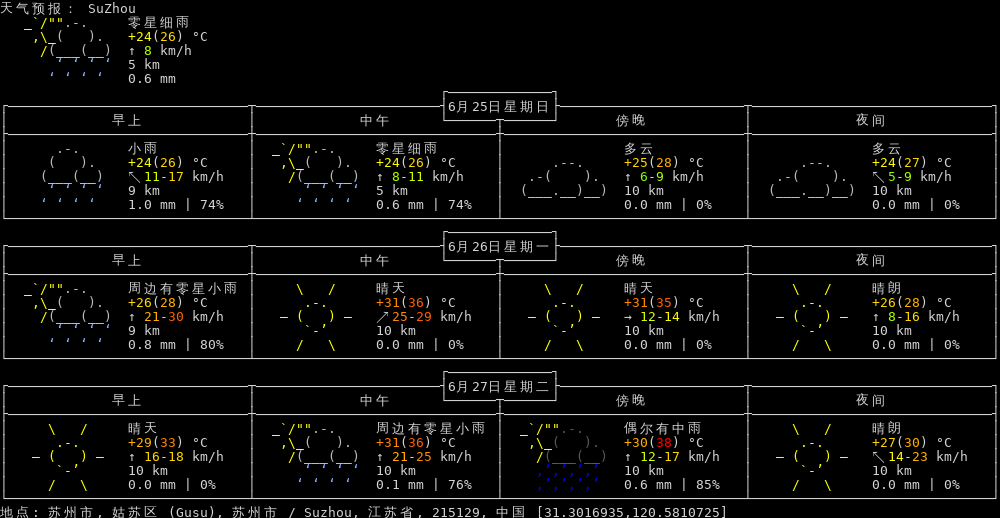 天气预报: SuZhou
零星细雨
+24(26) °C
↑ 8 km/h
5 km
0.6 mm
6月25日星期日
早上 中午 傍晚 夜间
小雨 零星细雨 多云 多云
+24(26) °C +24(26) °C +25(28) °C +24(27) °C
↖ 11-17 km/h ↑ 8-11 km/h ↑ 6-9 km/h ↖ 5-9 km/h
9 km 5 km 10 km 10 km
1.0 mm | 74% 0.6 mm | 74% 0.0 mm | 0% 0.0 mm | 0%
6月26日星期一
早上 中午 傍晚 夜间
周边有零星小雨 晴天 晴天 晴朗
+26(28) °C +31(36) °C +31(35) °C +26(28) °C
↑ 21-30 km/h ↗ 25-29 km/h → 12-14 km/h ↑ 8-16 km/h
9 km 10 km 10 km 10 km
0.8 mm | 80% 0.0 mm | 0% 0.0 mm | 0% 0.0 mm | 0%
6月27日星期二
早上 中午 傍晚 夜间
晴天 周边有零星小雨 偶尔有中雨 晴朗
+29(33) °C +31(36) °C +30(38) °C +27(30) °C
↑ 16-18 km/h ↑ 21-25 km/h ↑ 12-17 km/h ↖ 14-23 km/h
10 km 10 km 10 km 10 km
0.0 mm | 0% 0.1 mm | 76% 0.6 mm | 85% 0.0 mm | 0%
地点: 苏州市, 姑苏区 (Gusu), 苏州市 / Suzhou, 江苏省, 215129, 中国 [31.3016935,120.5810725]